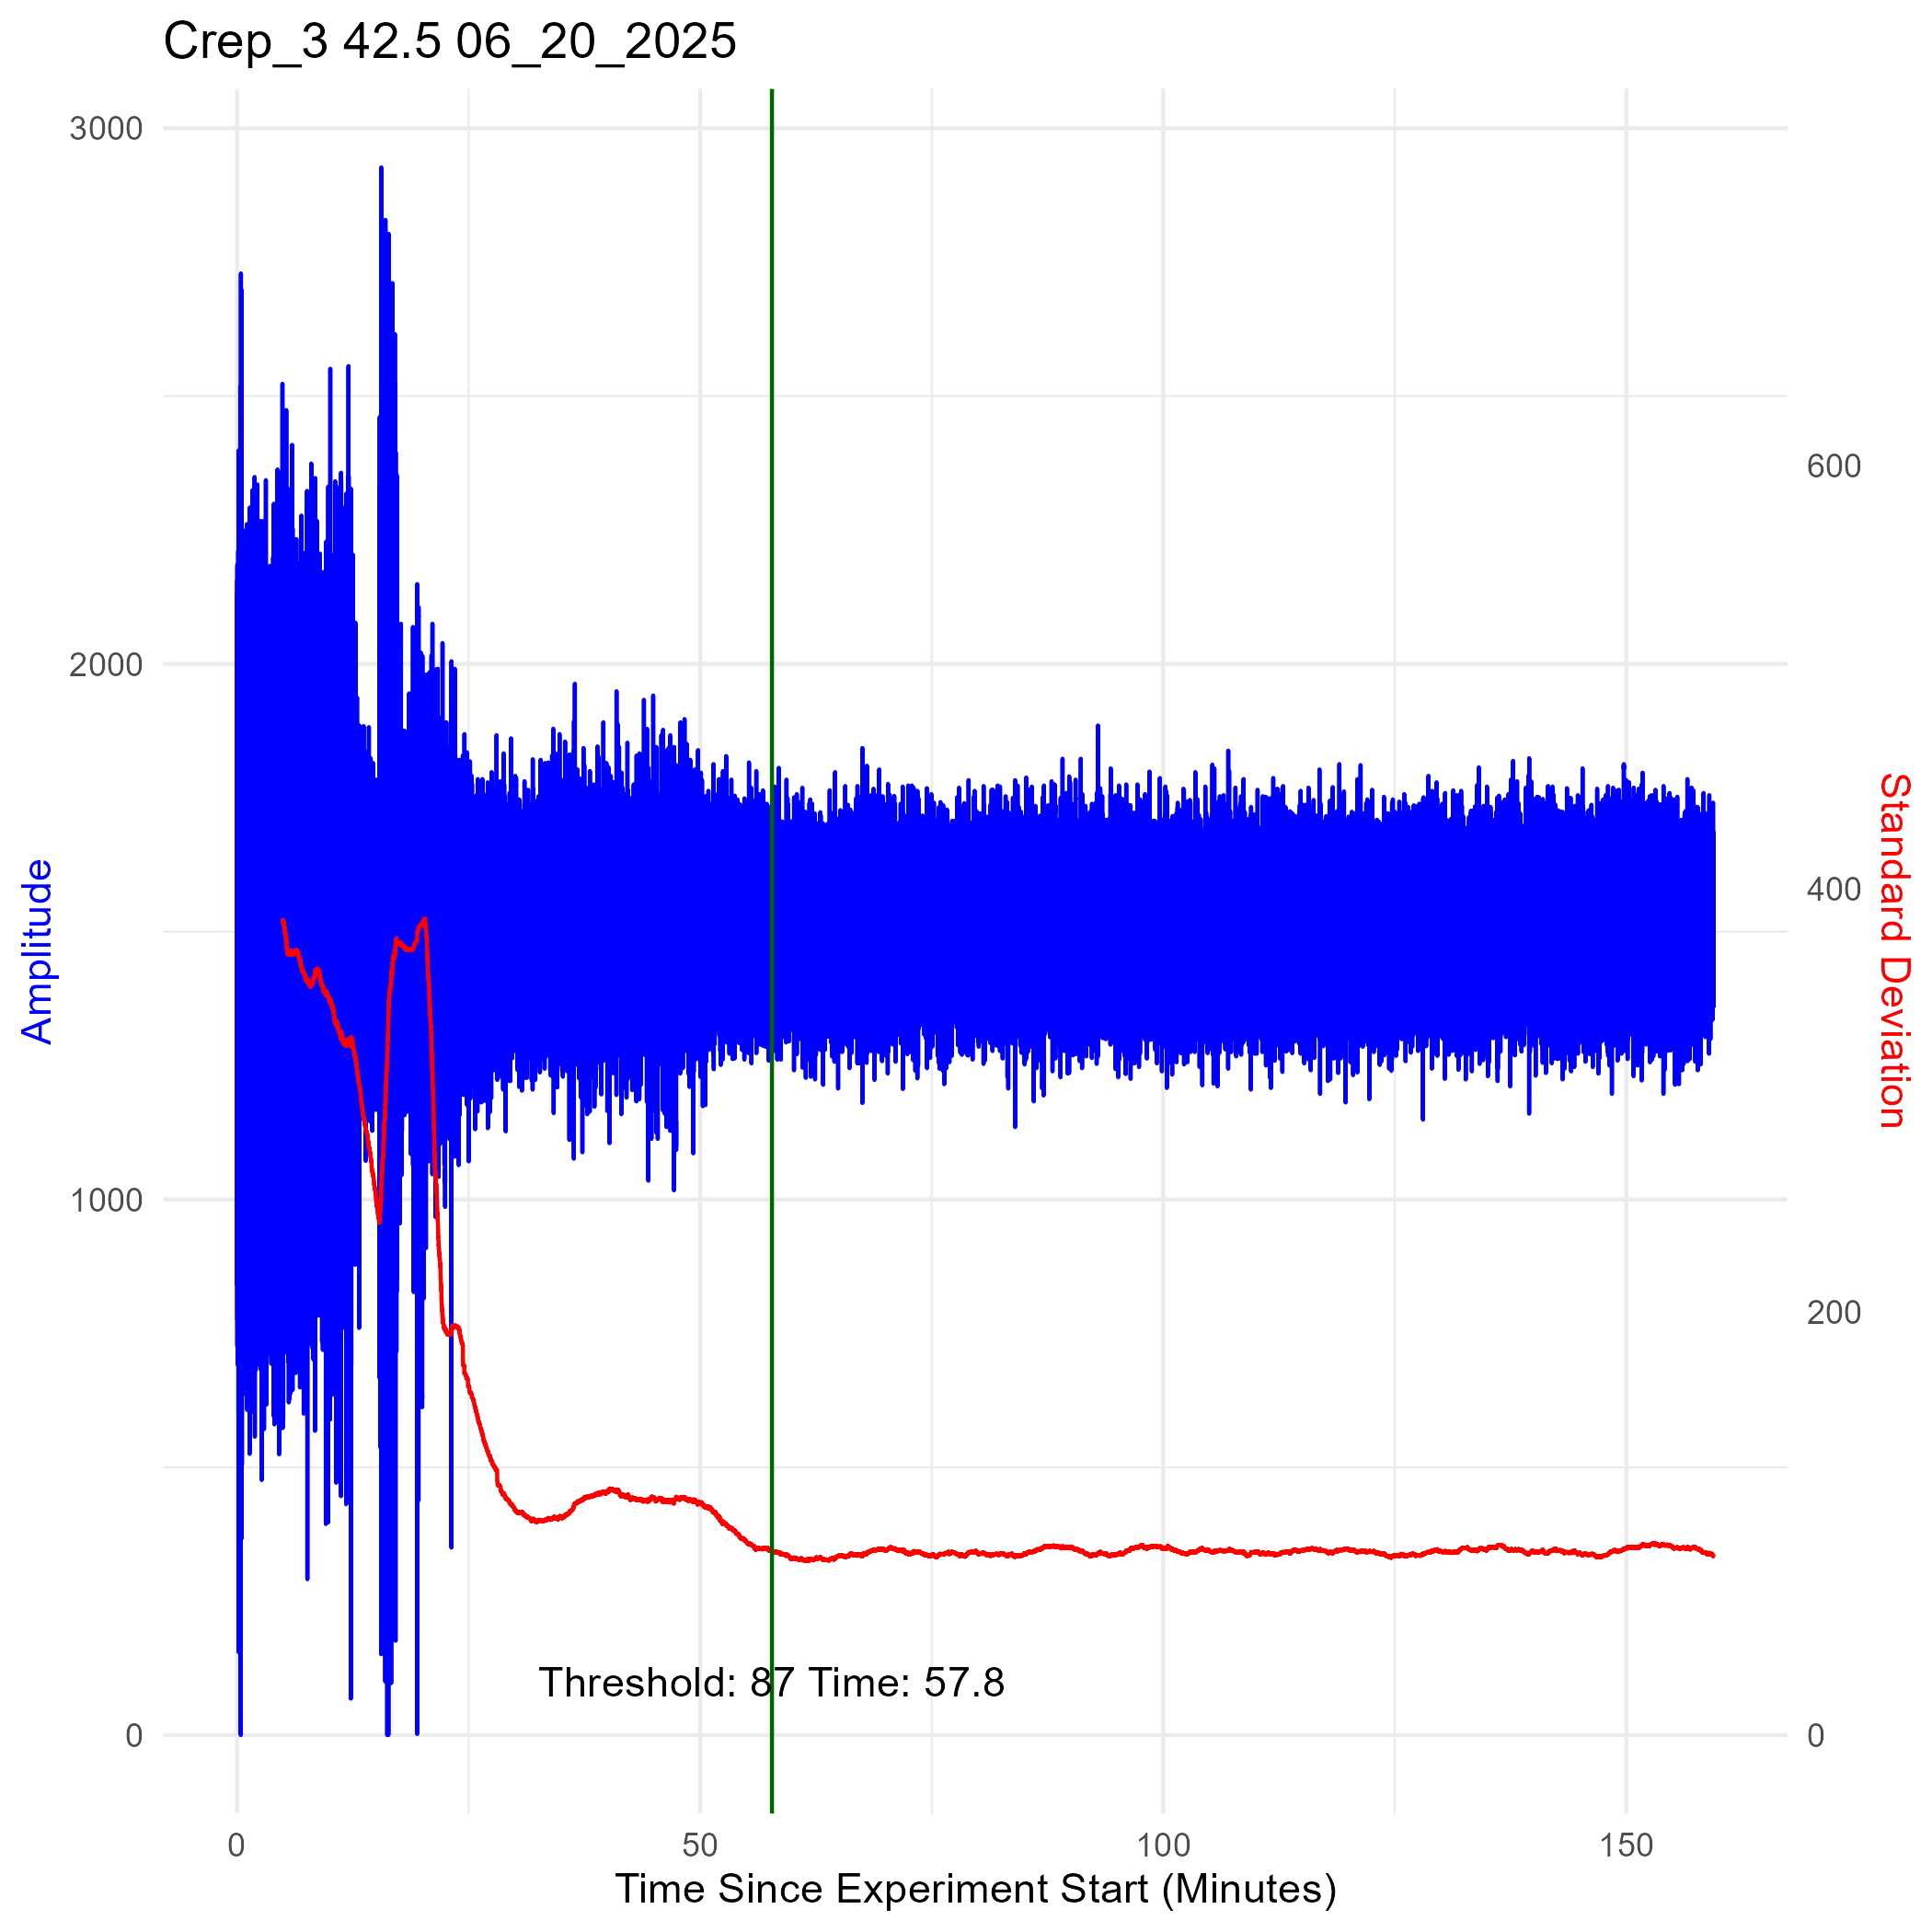 Crep_3 42.5 06_20_2025
3000
2000
1000
0
Amplitude
600
400
200
0
Standard Deviation
Threshold: 87 Time: 57.8
0 50 100 150
Time Since Experiment Start (Minutes)